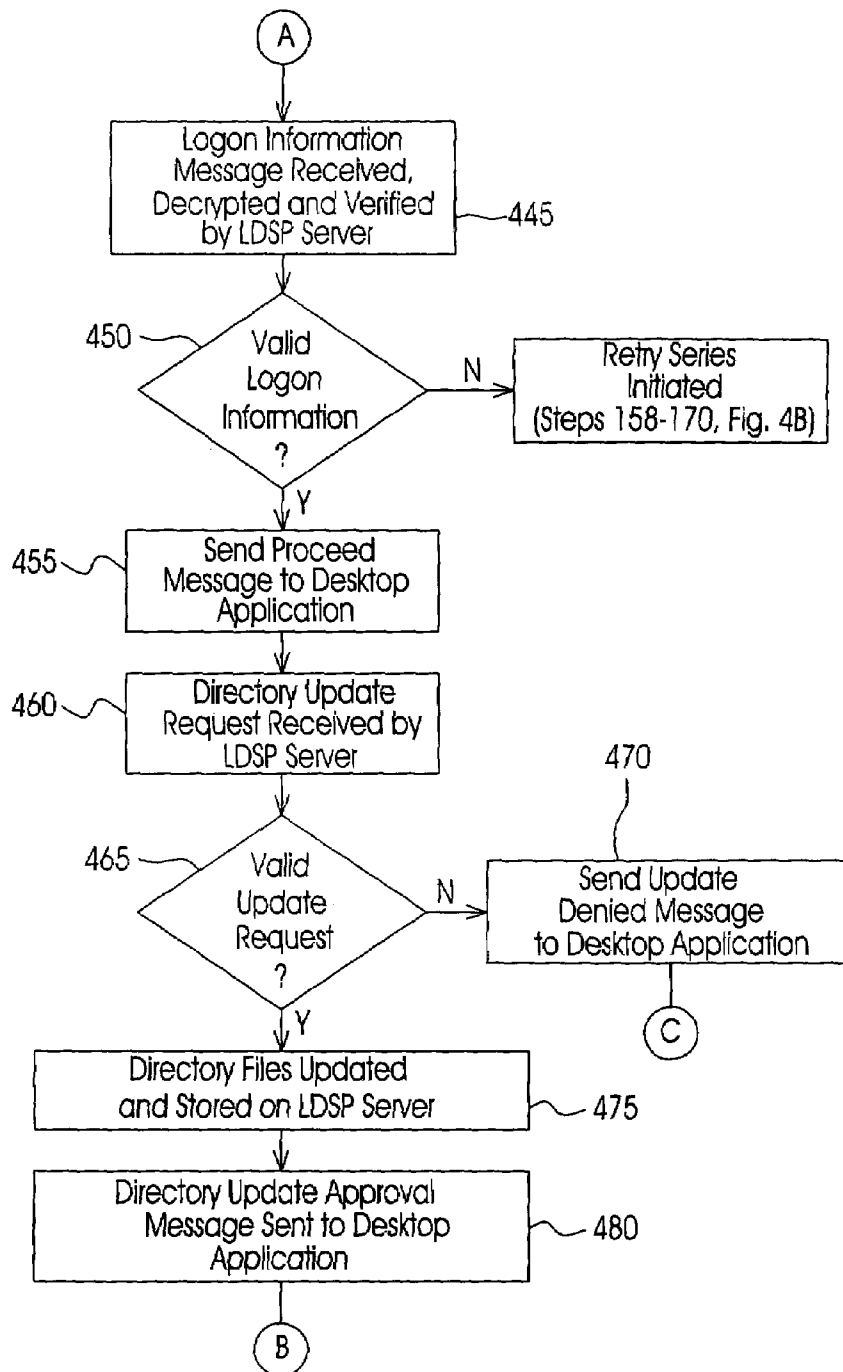 A
Logon Information
Message Received,
Decrypted and Verified
by LDSP Server
445
450
Valid
Logon
Information
?
N
Retry Series
Initiated
(Steps 158-170, Fig. 4B)
Y
455
Send Proceed
Message to Desktop
Application
460
Directory Update
Request Received by
LDSP Server
470
465
Valid
Update
Request
?
N
Send Update
Denied Message
to Desktop Application
C
Y
Directory Files Updated
and Stored on LDSP Server
475
Directory Update Approval
Message Sent to Desktop
Application
480
B